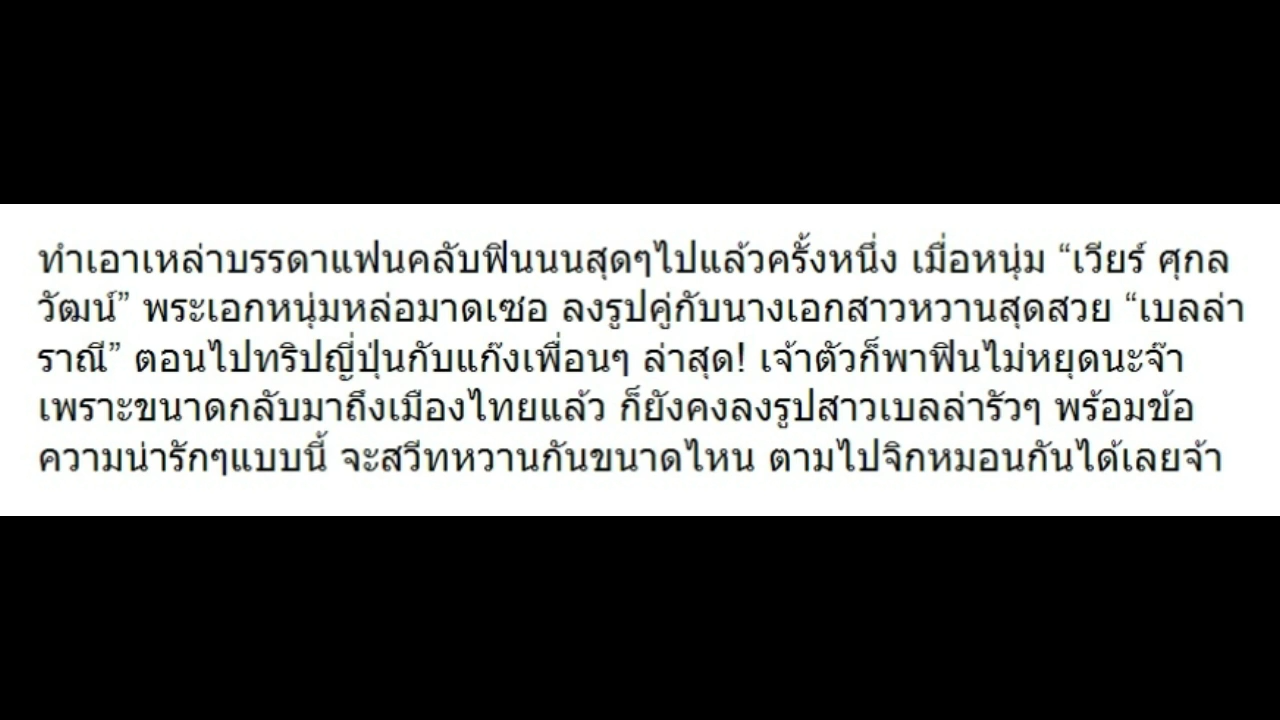 ทำเอาเหล่าบรรดาแฟนคลับฟินนนสุดๆไปแล้วครั้งหนึ่ง เมื่อหนุ่ม “เวียร์ ศุกล
วัฒน์” พระเอกหนุ่มหล่อมาดเซอ ลงรูปคู่กับนางเอกสาวหวานสุดสวย “เบลล่า
ราณี” ตอนไปทริปญี่ปุ่นกับแก๊งเพื่อนๆ ล่าสุด! เจ้าตัวก็พาฟินไม่หยุดนะจ๊า
เพราะขนาดกลับมาถึงเมืองไทยแล้ว ก็ยังคงลงรูปสาวเบลล่ารัวๆ พร้อมข้อ
ความน่ารักๆแบบนี้ จะสวีทหวานกันขนาดไหน ตามไปจิกหมอนกันได้เลยจ้า